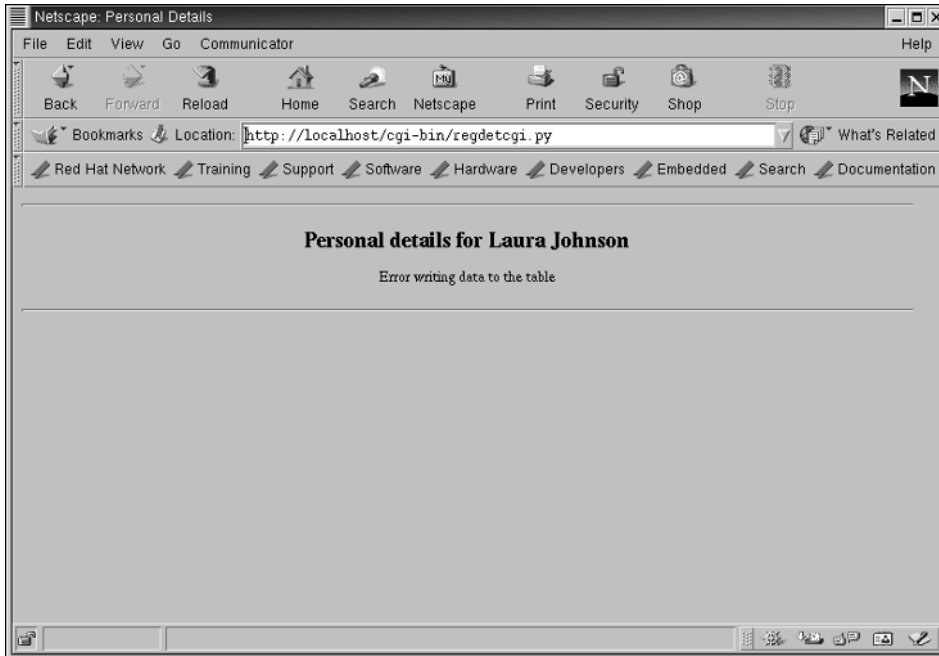 Netscape: Personal Details
File Edit View Go Communicator Help
Back Forward Reload Home Search Netscape Print Security Shop Stop
My
N
Bookmarks Location: http://localhost/cgi-bin/regdetcgi.py What's Related
Red Hat Network Training Support Software Hardware Developers Embedded Search Documentation
Personal details for Laura Johnson
Error writing data to the table